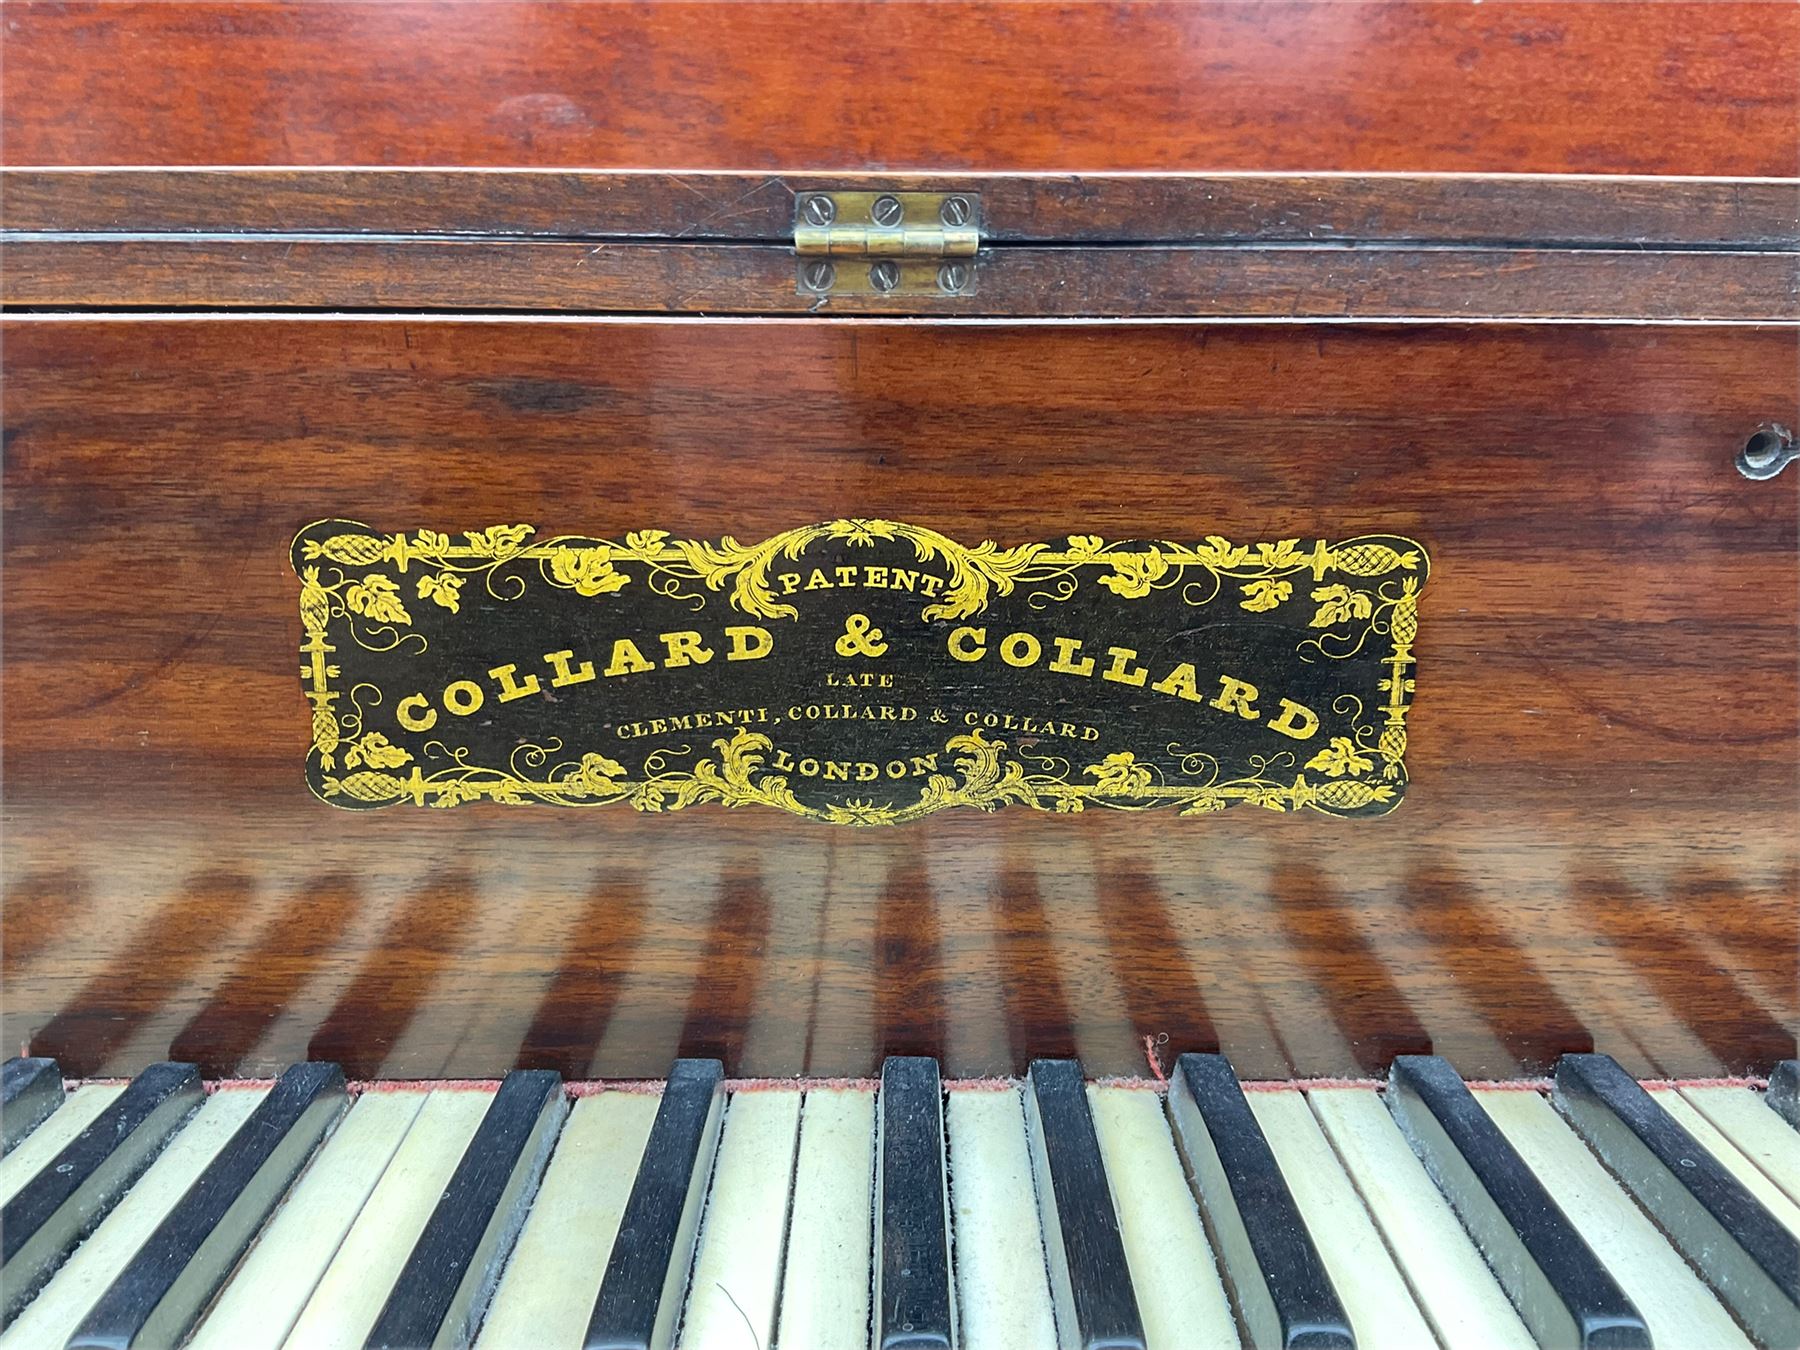 PATENT
COLLARD & COLLARD
LATE
CLEMENTI, COLLARD & COLLARD
LONDON